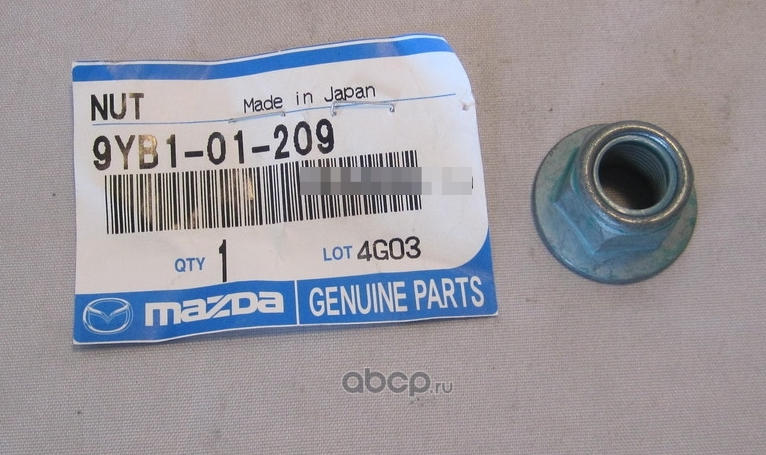 NUT
Made in Japan
9YB1-01-209
QTY 1
LOT 4G03
mazda
GENUINE PARTS
abcp.ru